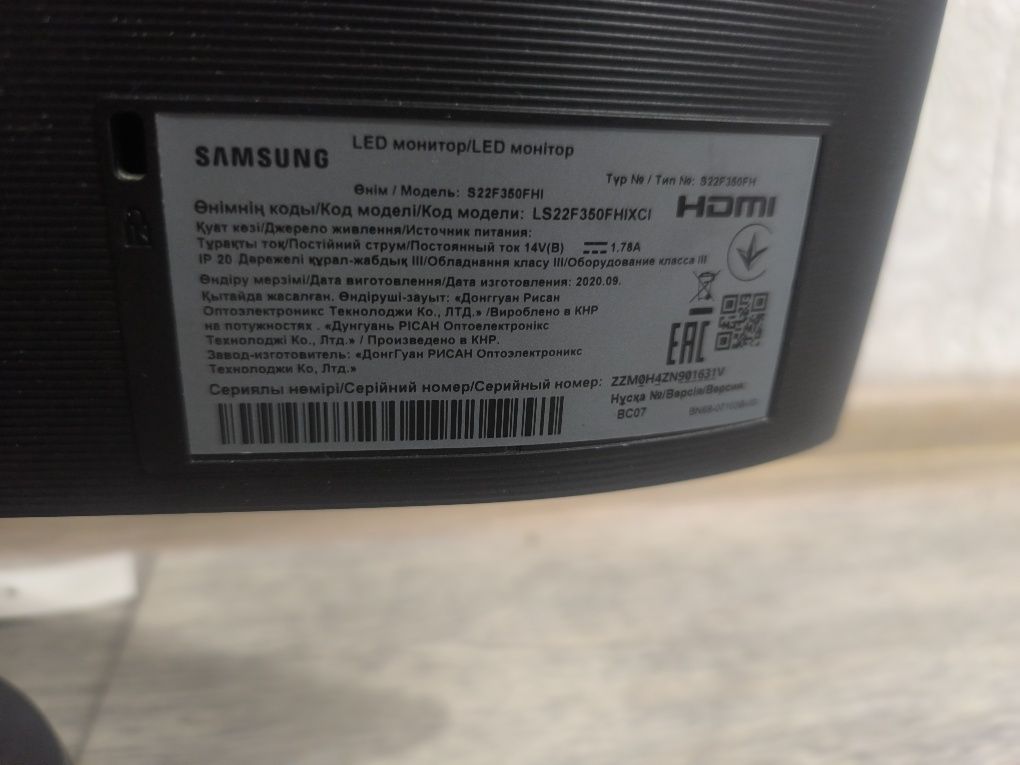 SAMSUNG
LED монитор/LED монітор
Өнім / Модель: S22F350FHI
Түр № / Тип №: S22F350FH
Өнімнің коды/Код моделі/Код модели: LS22F350FHIXCI
HDMI
Қуат көзі/Джерело живлення/Источник питания:
Тұрақты ток/Постійний струм/Постоянный ток 14V(B) 1.78A
IP 20 Дәрежелі құрал-жабдық III/Обладнання класу III/Оборудование класса III
Өндіру мерзімі/Дата виготовлення/Дата изготовления: 2020.09.
Қытайда жасалған. Өндіруші-зауыт: «Донггуан Рисан
Оптоэлектроникс Текнолоджи Ко., ЛТД.» /Вироблено в КНР
на потужностях . «Дунгуань РІСАН Оптоелектронікс
Технолоджі Ко, Лтд.» / Произведено в КНР.
Завод-изготовитель: «ДонгГуан РИСАН Оптоэлектроникс
Технолоджи Ко, Лтд.»
EAC
Сериялы нөмірі/Серійний номер/Серийный номер: ZZM0H4ZN901631V
Нұсқа №/Версія/Версия:
BC07